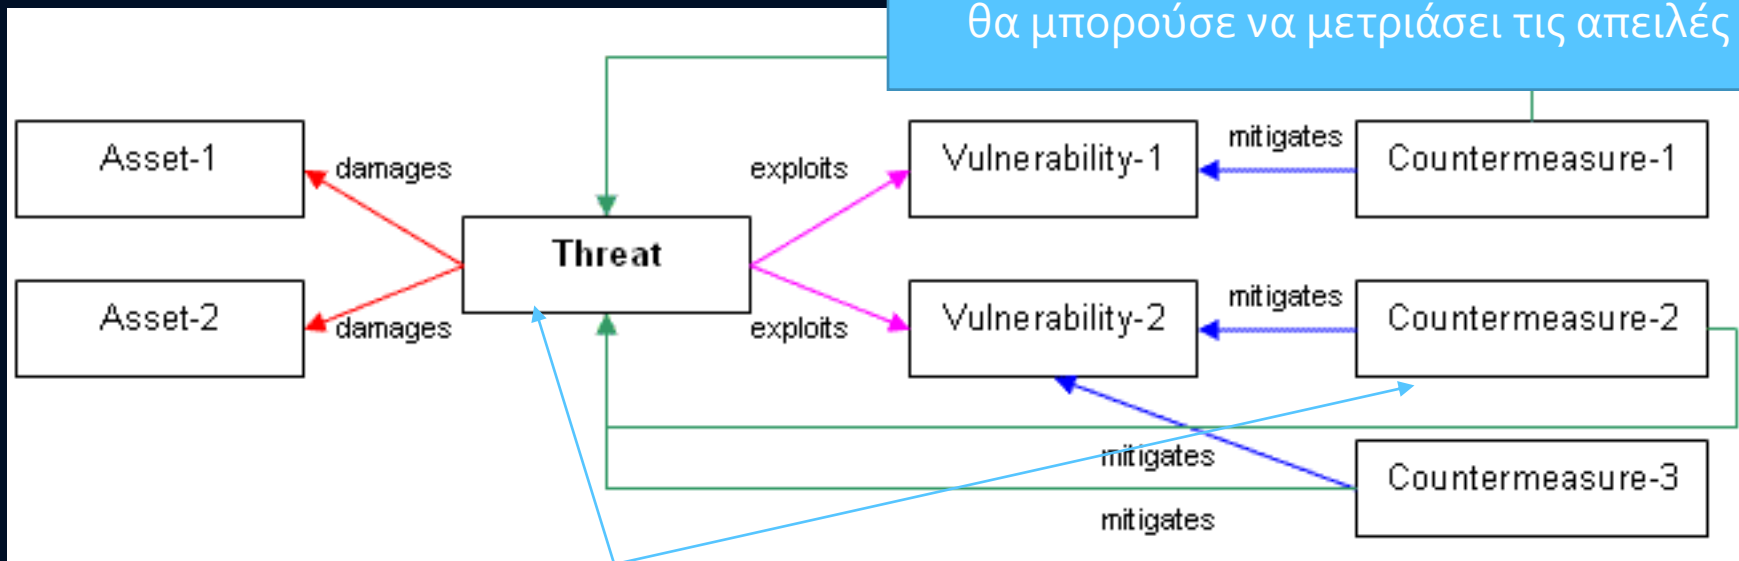 θα μπορούσε να μετριάσει τις απειλές
mitigates
Asset-1
damages
exploits
Vulnerability-1
Countermeasure-1
Threat
Asset-2
damages
exploits
Vulnerability-2
mitigates
Countermeasure-2
mitigates
Countermeasure-3
mitigates